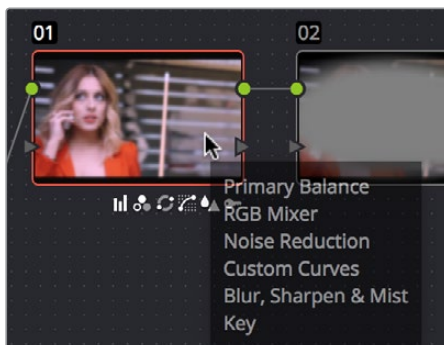 01
02
Primary Balance
RGB Mixer
Noise Reduction
Custom Curves
Blur, Sharpen & Mist
Key